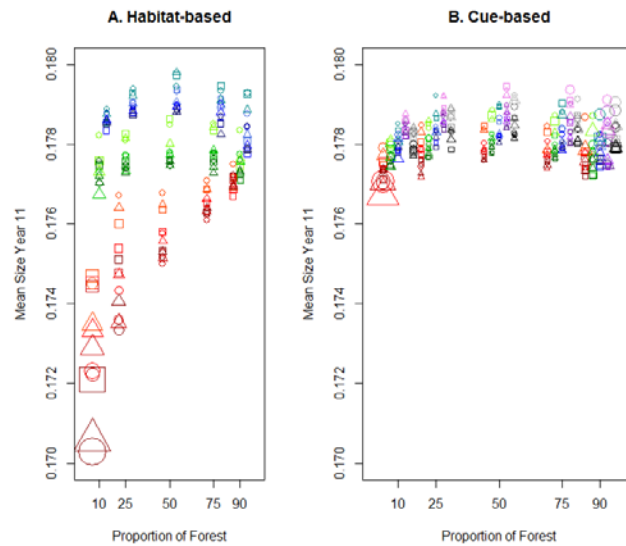 A. Habitat-based
B. Cue-based
Mean Size Year 11
0.180
0.178
0.176
0.174
0.172
0.170
10 25 50 75 90
Proportion of Forest
Mean Size Year 11
0.180
0.178
0.176
0.174
0.172
0.170
10 25 50 75 90
Proportion of Forest